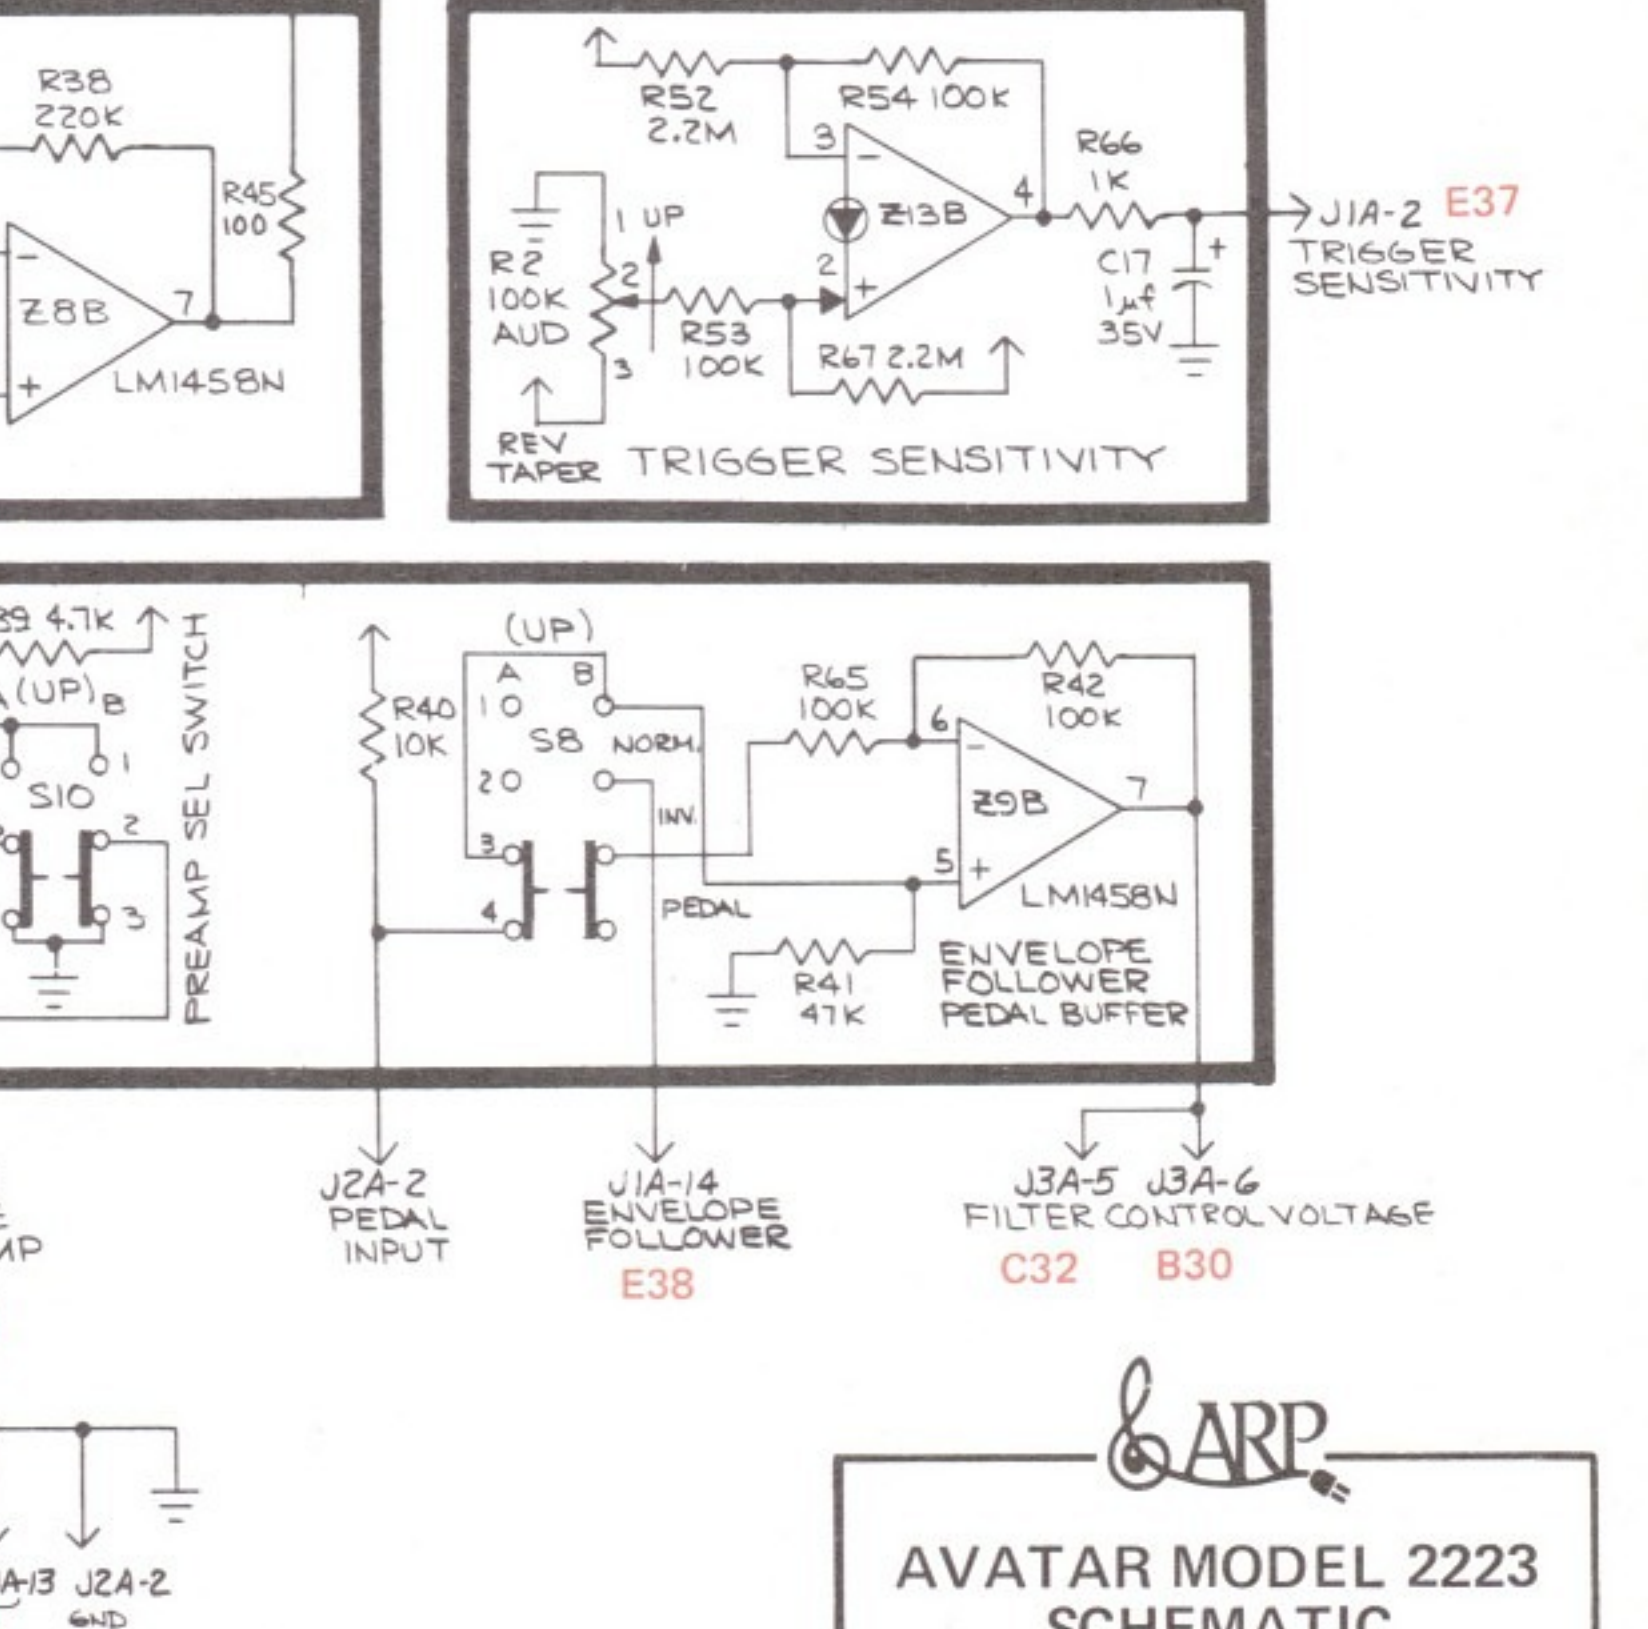 R38
220K
R45
100
Z8B
7
-
+
LM1458N
R52
2.2M
R54 100K
3
-
Z13B
4
2
+
R66
1K
J1A-2 E37
TRIGGER
SENSITIVITY
C17
1µf
35V
+
1 UP
R2
100K
AUD
2
3
R53
100K
R67 2.2M
REV
TAPER
TRIGGER SENSITIVITY
39 4.7K
(UP) B
1
S10
2
3
PREAMP SEL SWITCH
R40
10K
(UP)
A B
1
S8 NORM.
2
INV.
3
4
PEDAL
R65
100K
R42
100K
6
-
Z9B
7
5
+
LM1458N
R41
47K
ENVELOPE
FOLLOWER
PEDAL BUFFER
J2A-2
PEDAL
INPUT
J1A-14
ENVELOPE
FOLLOWER
E38
J3A-5 J3A-6
FILTER CONTROL VOLTAGE
C32 B30
A-13 J2A-2
GND
ARP
AVATAR MODEL 2223
SCHEMATIC